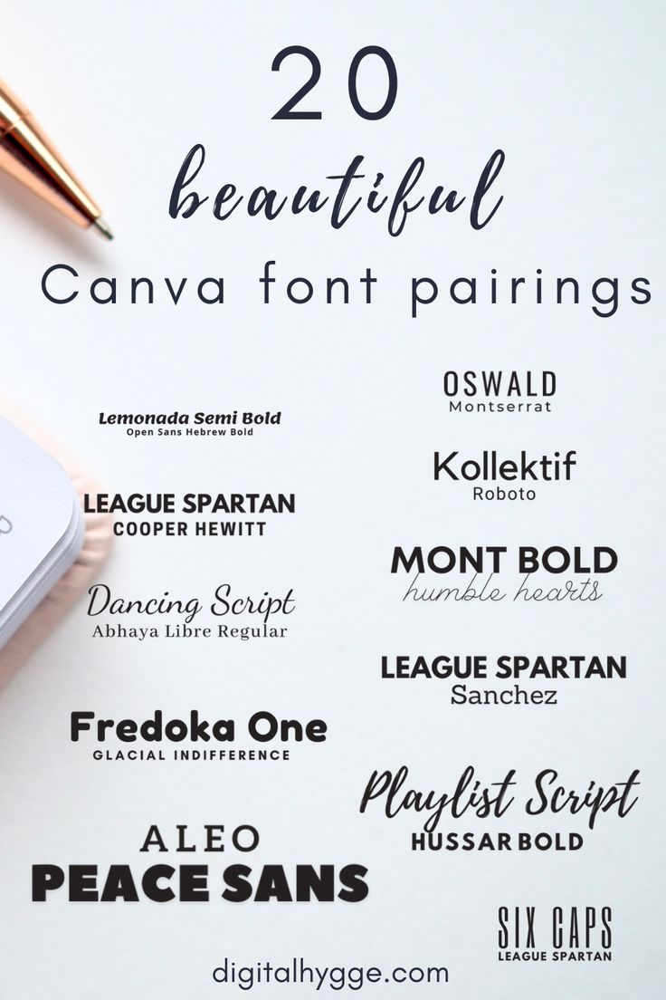 20
beautiful
Canva font pairings
Lemonada Semi Bold
Open Sans Hebrew Bold
LEAGUE SPARTAN
COOPER HEWITT
Dancing Script
Abhaya Libre Regular
Fredoka One
GLACIAL INDIFFERENCE
ALEO
PEACE SANS
OSWALD
Montserrat
Kollektif
Roboto
MONT BOLD
humble hearts
LEAGUE SPARTAN
Sanchez
Playlist Script
HUSSAR BOLD
SIX CAPS
LEAGUE SPARTAN
digitalhygge.com